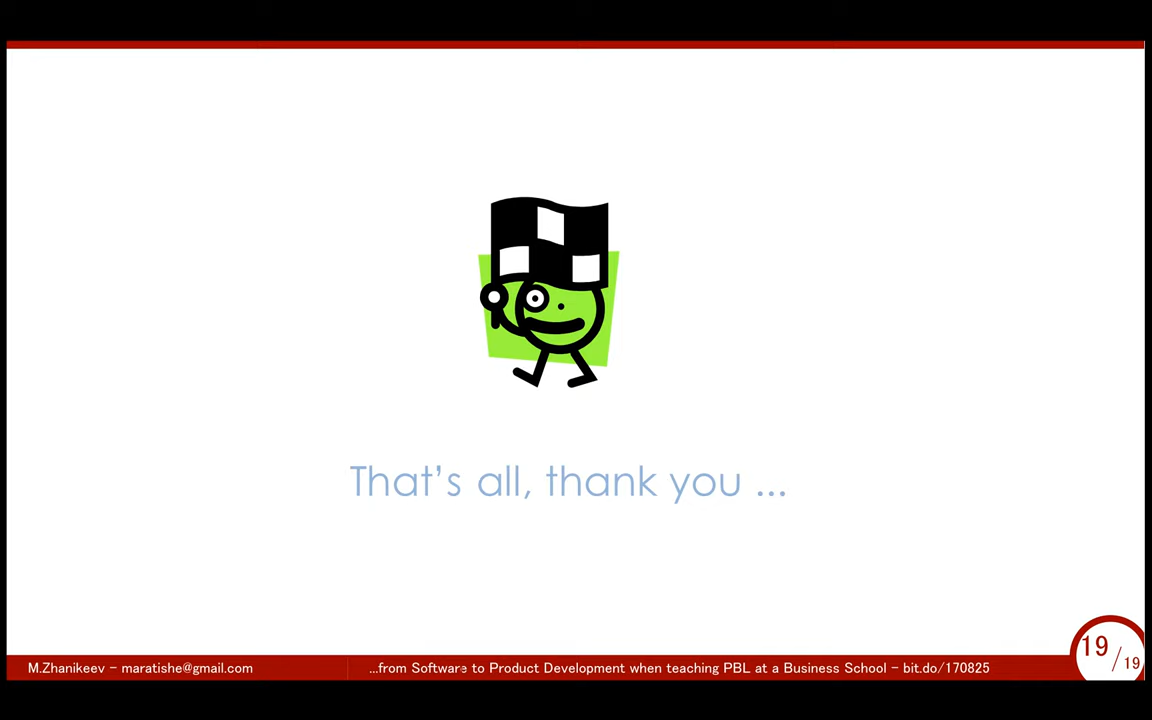 That's all, thank you ...
M.Zhanikeev - maratishe@gmail.com
...from Software to Product Development when teaching PBL at a Business School - bit.do/170825
19/19